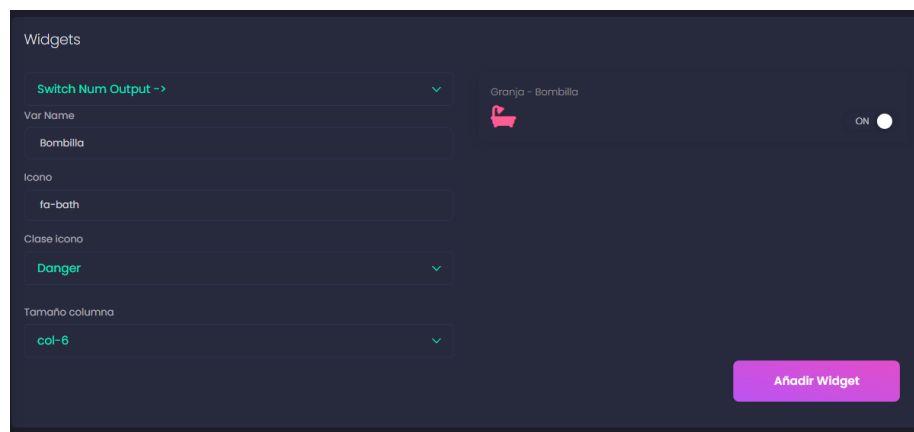 Widgets
Switch Num Output ->
Var Name
Bombilla
Icono
fa-bath
Clase icono
Danger
Tamaño columna
col-6
Granja - Bombilla
ON
Añadir Widget